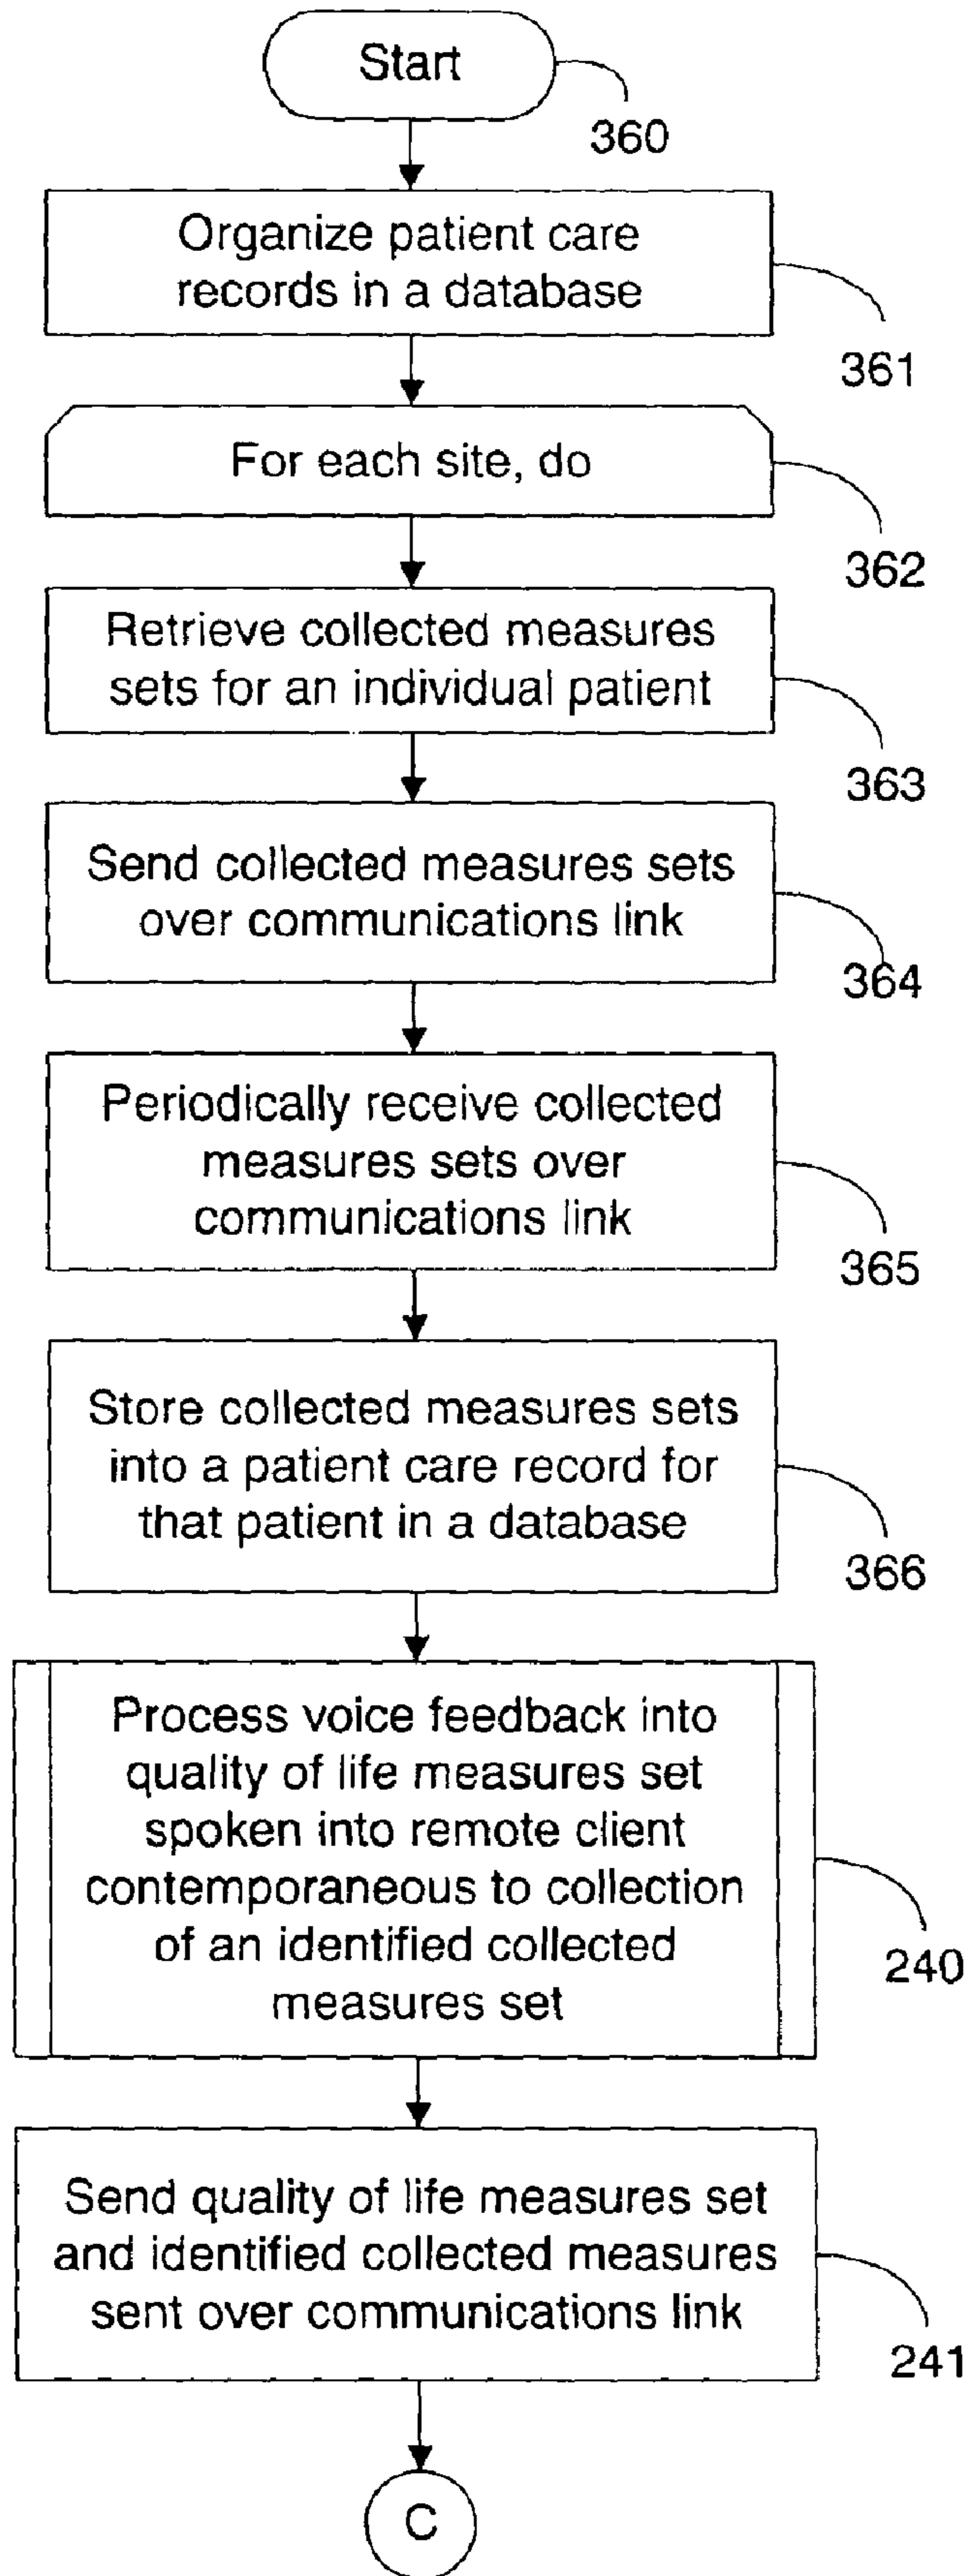 Start
360
Organize patient care
records in a database
361
For each site, do
362
Retrieve collected measures
sets for an individual patient
363
Send collected measures sets
over communications link
364
Periodically receive collected
measures sets over
communications link
365
Store collected measures sets
into a patient care record for
that patient in a database
366
Process voice feedback into
quality of life measures set
spoken into remote client
contemporaneous to collection
of an identified collected
measures set
240
Send quality of life measures set
and identified collected measures
sent over communications link
241
C